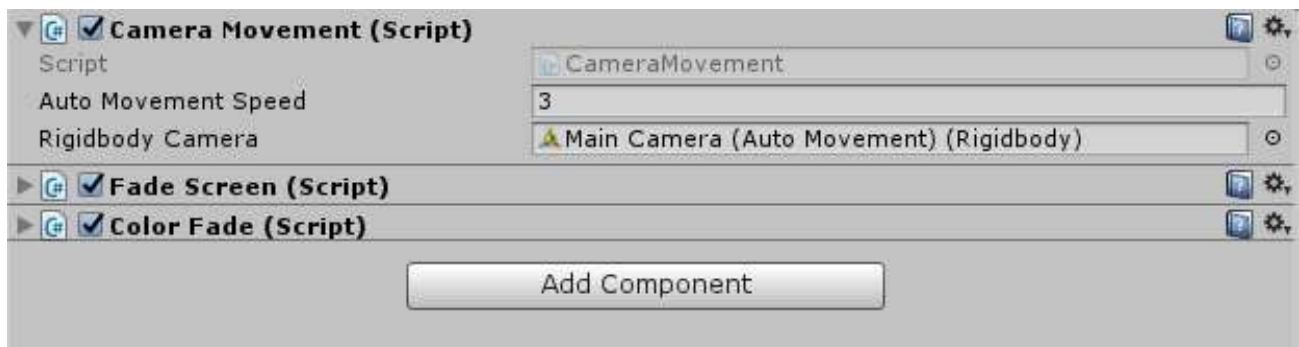 Camera Movement (Script)
Script CameraMovement
Auto Movement Speed 3
Rigidbody Camera Main Camera (Auto Movement) (Rigidbody)
Fade Screen (Script)
Color Fade (Script)
Add Component